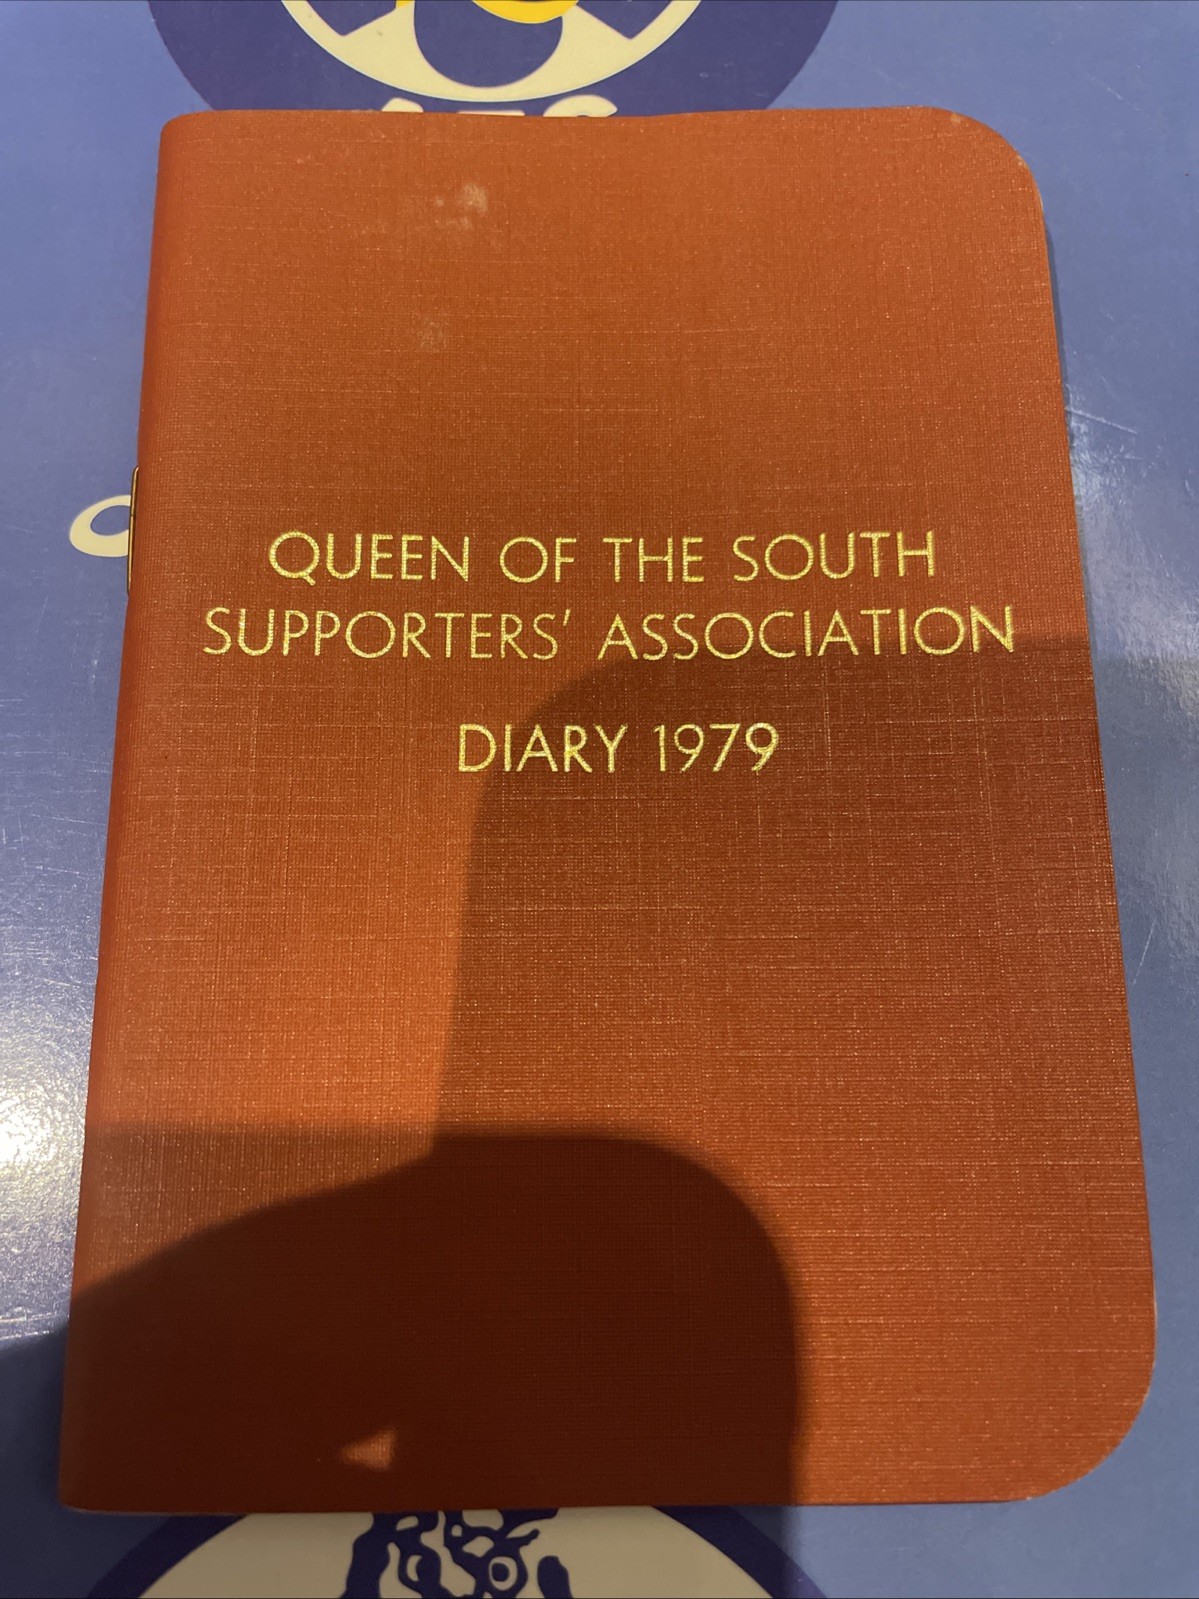 QUEEN OF THE SOUTH
SUPPORTERS' ASSOCIATION
DIARY 1979